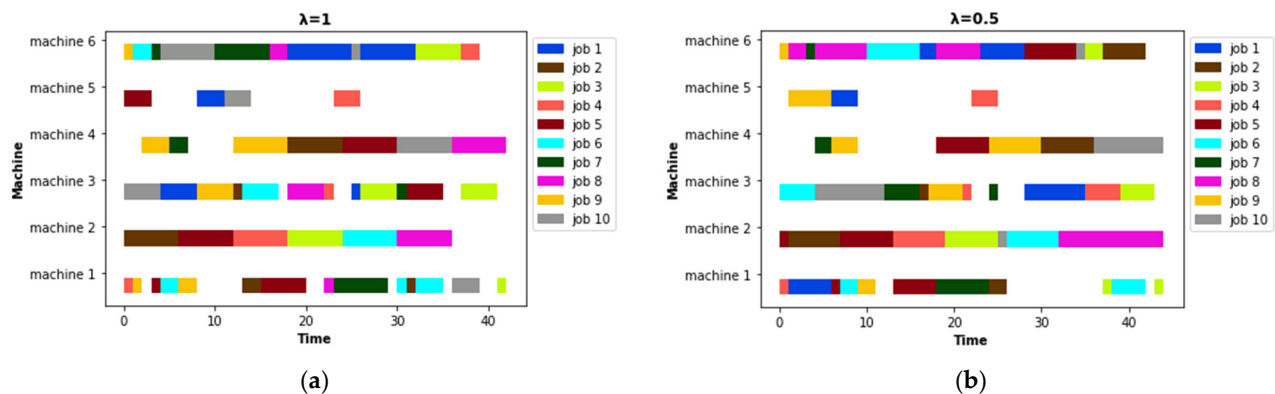 λ=1
machine 6
machine 5
machine 4
machine 3
machine 2
machine 1
Machine
0
10
20
30
40
Time
job 1
job 2
job 3
job 4
job 5
job 6
job 7
job 8
job 9
job 10
(a)
λ=0.5
machine 6
machine 5
machine 4
machine 3
machine 2
machine 1
Machine
0
10
20
30
40
Time
job 1
job 2
job 3
job 4
job 5
job 6
job 7
job 8
job 9
job 10
(b)